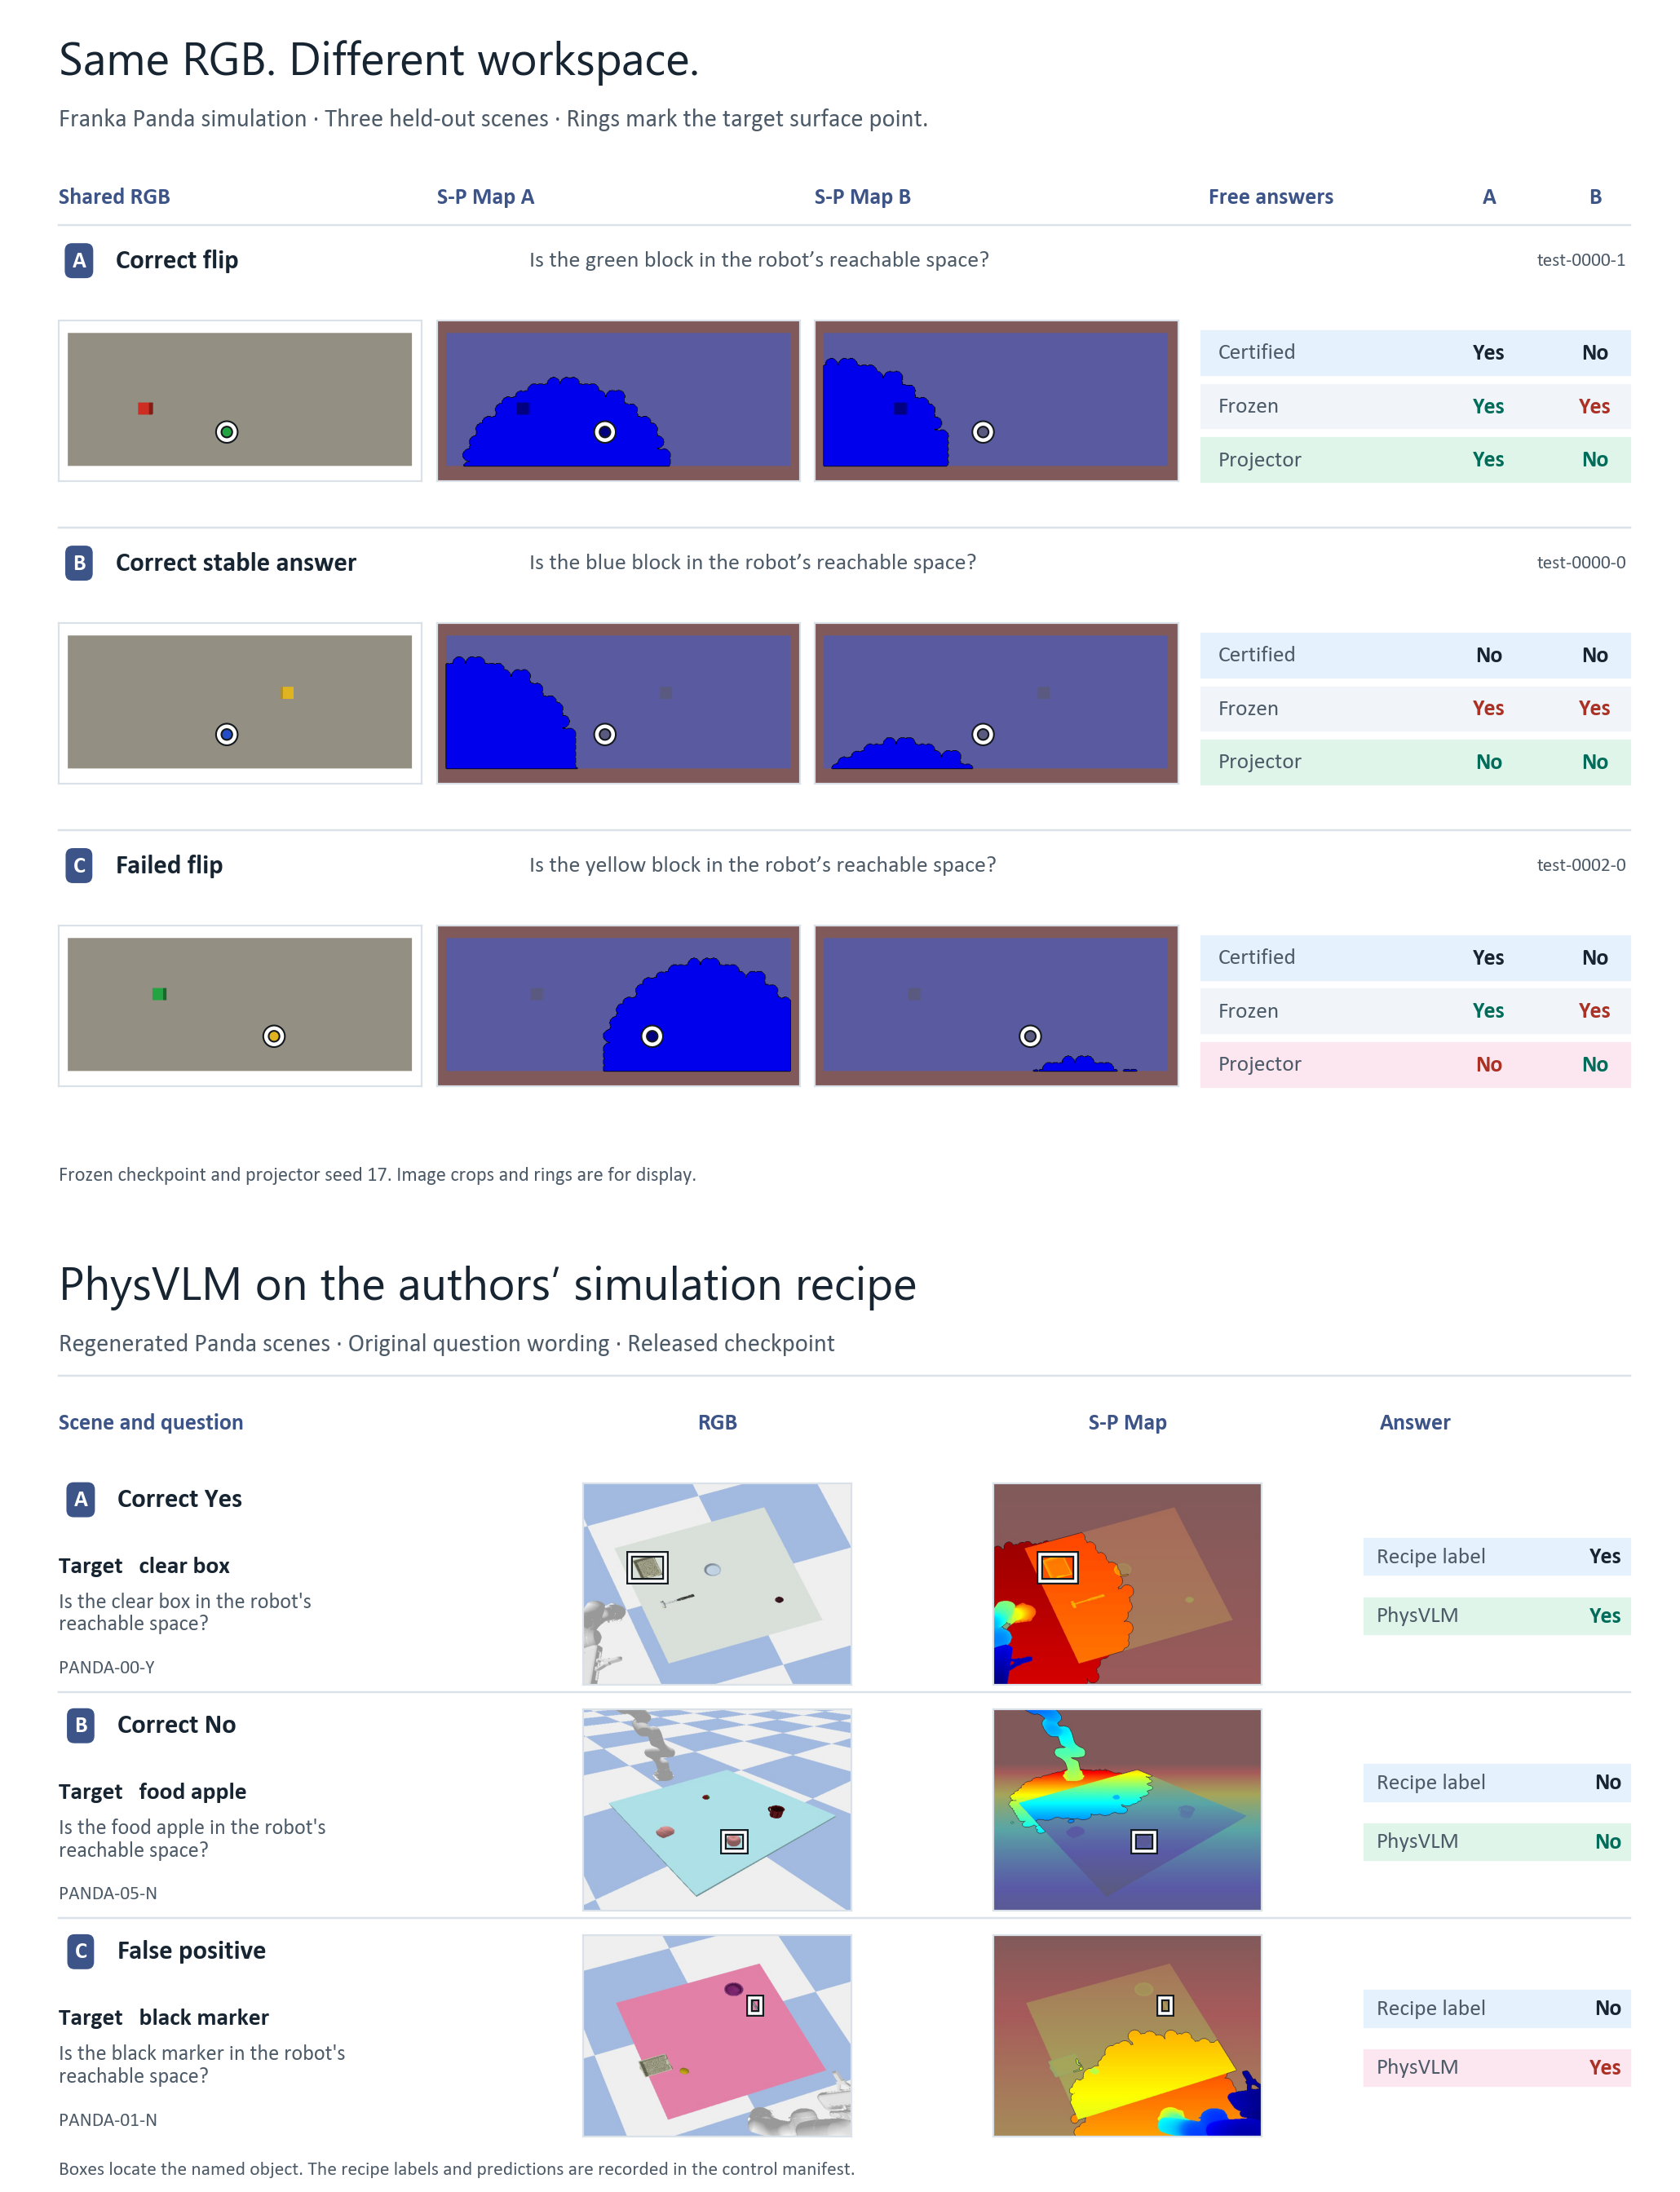 Same RGB. Different workspace.
Franka Panda simulation · Three held-out scenes · Rings mark the target surface point.
Shared RGB S-P Map A S-P Map B Free answers A B
A Correct flip Is the green block in the robot’s reachable space? test-0000-1
Certified Yes No
Frozen Yes Yes
Projector Yes No
B Correct stable answer Is the blue block in the robot’s reachable space? test-0000-0
Certified No No
Frozen Yes Yes
Projector No No
C Failed flip Is the yellow block in the robot’s reachable space? test-0002-0
Certified Yes No
Frozen Yes Yes
Projector No No
Frozen checkpoint and projector seed 17. Image crops and rings are for display.
PhysVLM on the authors’ simulation recipe
Regenerated Panda scenes · Original question wording · Released checkpoint
Scene and question RGB S-P Map Answer
A Correct Yes
Target clear box
Is the clear box in the robot's
reachable space?
PANDA-00-Y
Recipe label Yes
PhysVLM Yes
B Correct No
Target food apple
Is the food apple in the robot's
reachable space?
PANDA-05-N
Recipe label No
PhysVLM No
C False positive
Target black marker
Is the black marker in the robot's
reachable space?
PANDA-01-N
Recipe label No
PhysVLM Yes
Boxes locate the named object. The recipe labels and predictions are recorded in the control manifest.